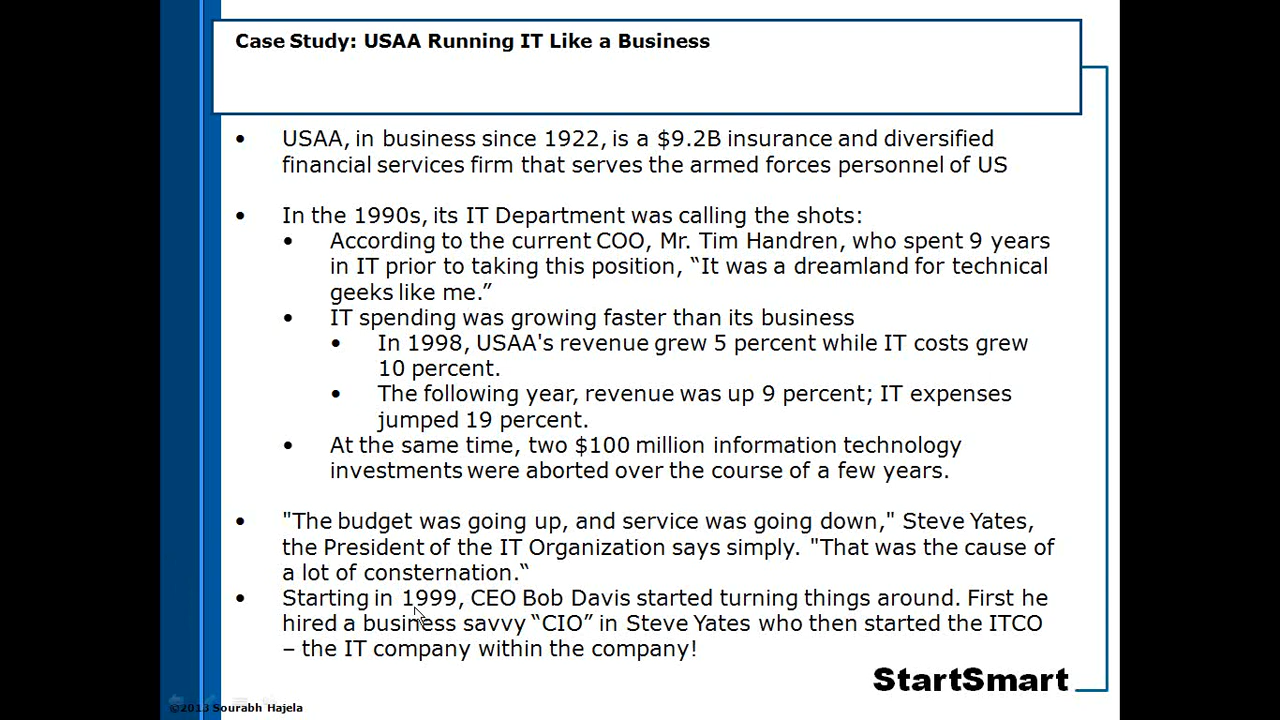 Case Study: USAA Running IT Like a Business
• USAA, in business since 1922, is a $9.2B insurance and diversified
financial services firm that serves the armed forces personnel of US
• In the 1990s, its IT Department was calling the shots:
• According to the current COO, Mr. Tim Handren, who spent 9 years
in IT prior to taking this position, “It was a dreamland for technical
geeks like me.”
• IT spending was growing faster than its business
• In 1998, USAA's revenue grew 5 percent while IT costs grew
10 percent.
• The following year, revenue was up 9 percent; IT expenses
jumped 19 percent.
• At the same time, two $100 million information technology
investments were aborted over the course of a few years.
• "The budget was going up, and service was going down," Steve Yates,
the President of the IT Organization says simply. "That was the cause of
a lot of consternation.“
• Starting in 1999, CEO Bob Davis started turning things around. First he
hired a business savvy “CIO” in Steve Yates who then started the ITCO
– the IT company within the company!
StartSmart
©2013 Sourabh Hajela